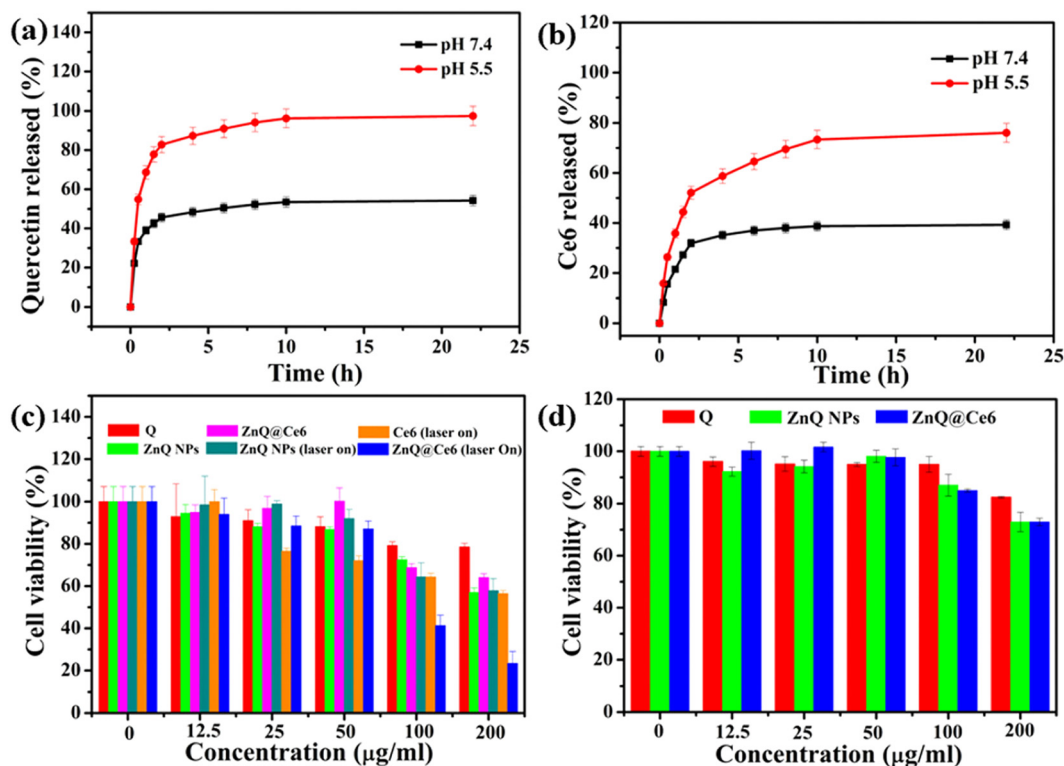 (a)
140
120
100
80
60
40
20
0
Quercetin released (%)
pH 7.4
pH 5.5
0 5 10 15 20 25
Time (h)
(b)
120
100
80
60
40
20
0
Ce6 released (%)
pH 7.4
pH 5.5
0 5 10 15 20 25
Time (h)
(c)
140
120
100
80
60
40
20
0
Cell viability (%)
Q ZnQ@Ce6 Ce6 (laser on)
ZnQ NPs ZnQ NPs (laser on) ZnQ@Ce6 (laser On)
0 12.5 25 50 100 200
Concentration (μg/ml)
(d)
120
100
80
60
40
20
0
Cell viability (%)
Q ZnQ NPs ZnQ@Ce6
0 12.5 25 50 100 200
Concentration (μg/ml)